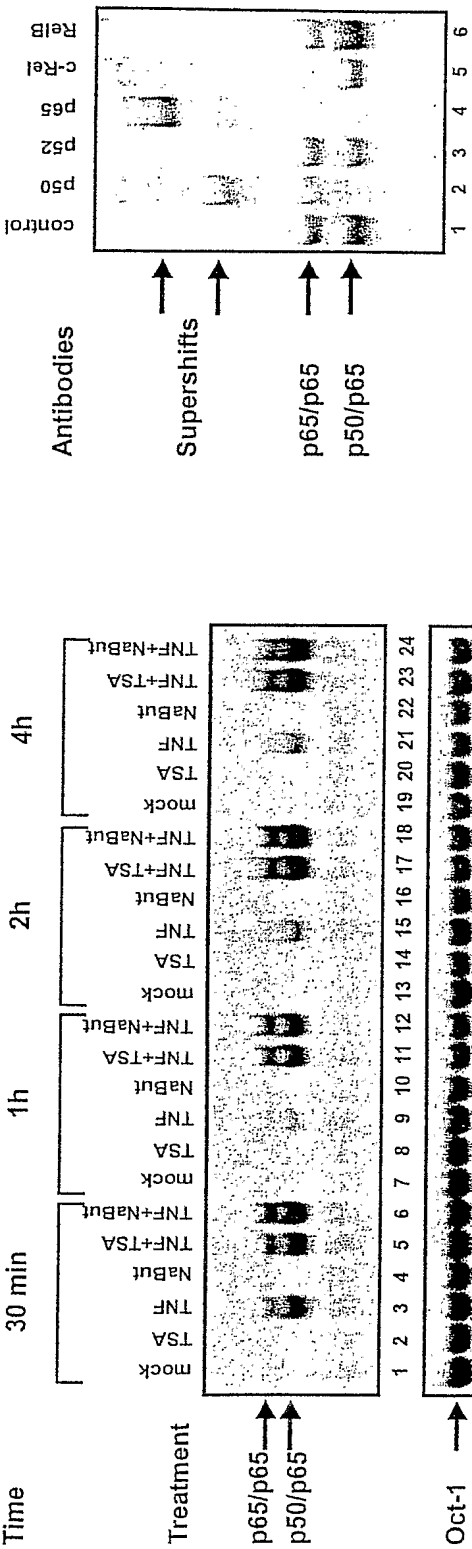 Time 30 min 1h 2h 4h
Treatment mock TSA TNF NaBut TNF+TSA TNF+NaBut mock TSA TNF NaBut TNF+TSA TNF+NaBut mock TSA TNF NaBut TNF+TSA TNF+NaBut mock TSA TNF NaBut TNF+TSA TNF+NaBut
p65/p65
p50/p65
1 2 3 4 5 6 7 8 9 10 11 12 13 14 15 16 17 18 19 20 21 22 23 24
Oct-1
Antibodies control p50 p52 p65 c-Rel RelB
Supershifts
p65/p65
p50/p65
1 2 3 4 5 6